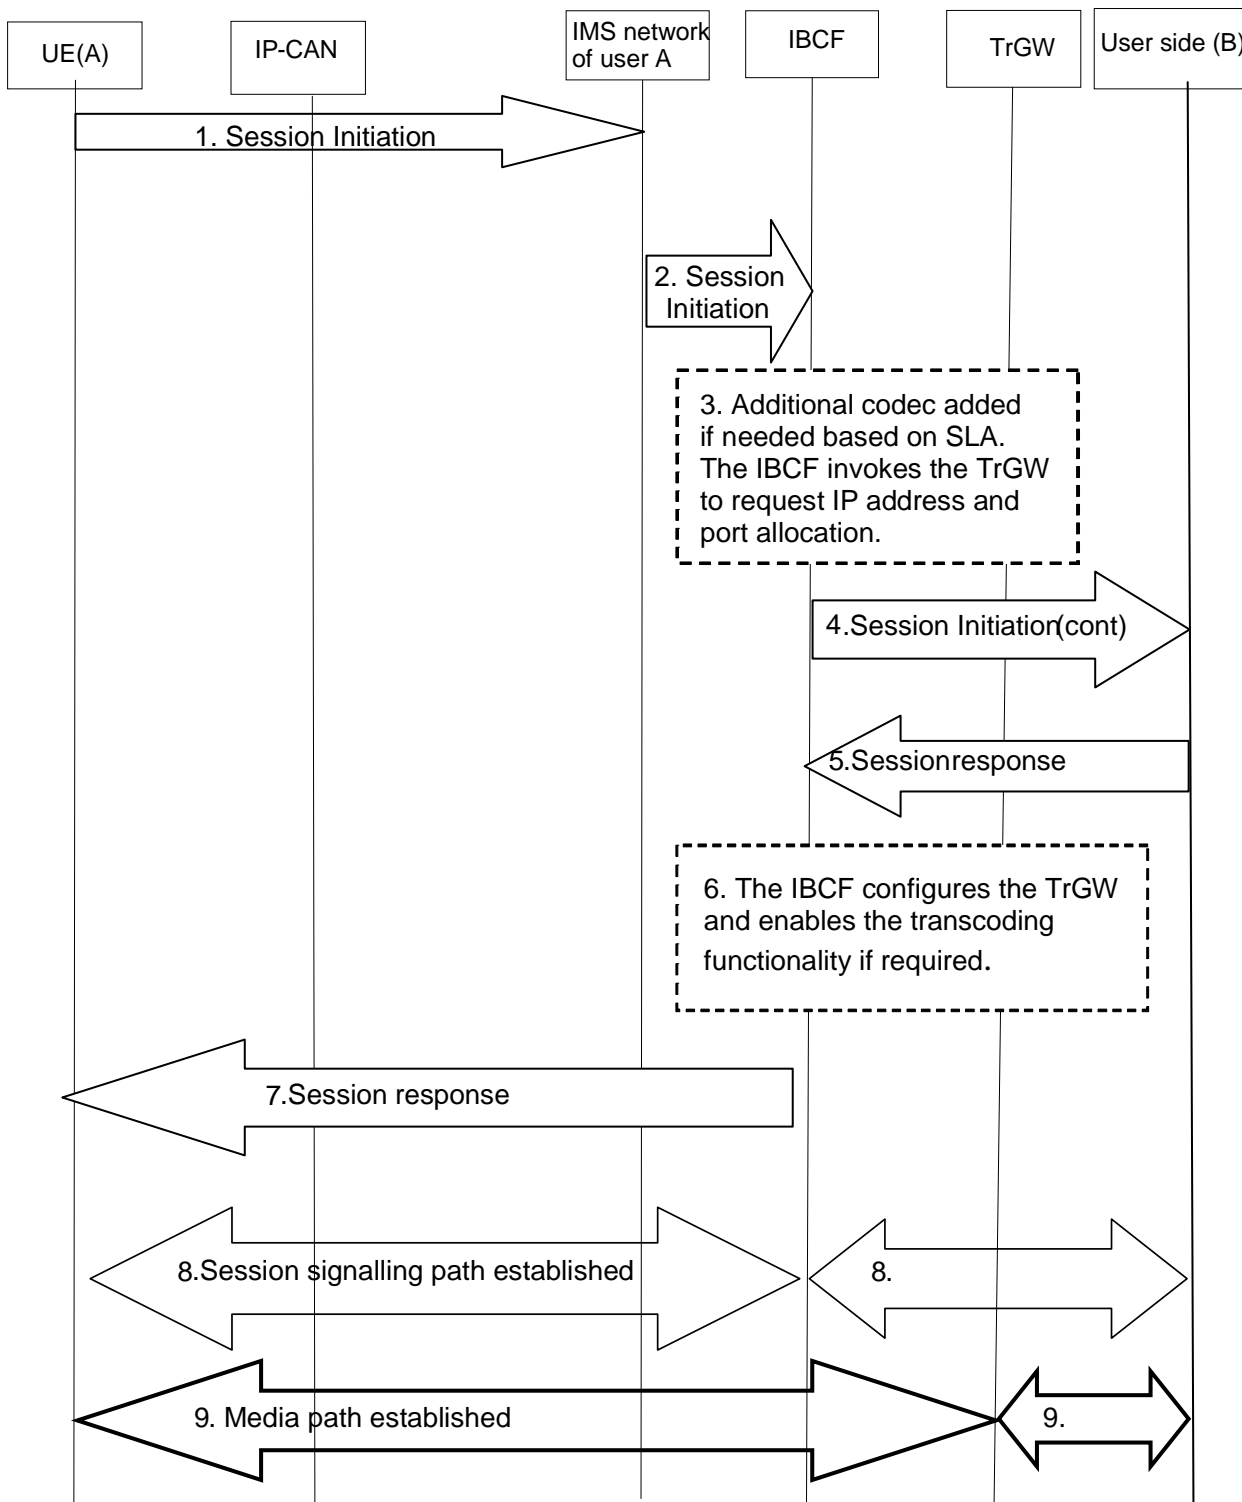 UE(A)
IP-CAN
IMS network
of user A
IBCF
TrGW
User side (B)
1. Session Initiation
2. Session
Initiation
3. Additional codec added
if needed based on SLA.
The IBCF invokes the TrGW
to request IP address and
port allocation.
4.Session Initiation(cont)
5.Sessionresponse
6. The IBCF configures the TrGW
and enables the transcoding
functionality if required.
7.Session response
8.Session signalling path established
8.
9. Media path established
9.